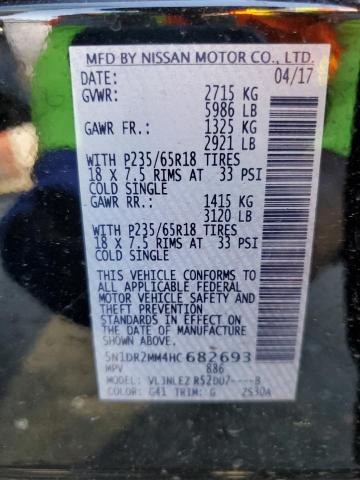 MFD BY NISSAN MOTOR CO., LTD.
DATE: 04/17
GVWR: 2715 KG
5986 LB
GAWR FR.: 1325 KG
2921 LB
WITH P235/65R18 TIRES
18 X 7.5 RIMS AT 33 PSI
COLD SINGLE
GAWR RR.: 1415 KG
3120 LB
WITH P235/65R18 TIRES
18 X 7.5 RIMS AT 33 PSI
COLD SINGLE
THIS VEHICLE CONFORMS TO
ALL APPLICABLE FEDERAL
MOTOR VEHICLE SAFETY AND
THEFT PREVENTION
STANDARDS IN EFFECT ON THE
DATE OF MANUFACTURE
SHOWN ABOVE.
5N1DR2MM4HC 682693
MPV 886
MODEL: VLJNLEZ R52DU7----B
COLOR: G41 TRIM: G 2S30A